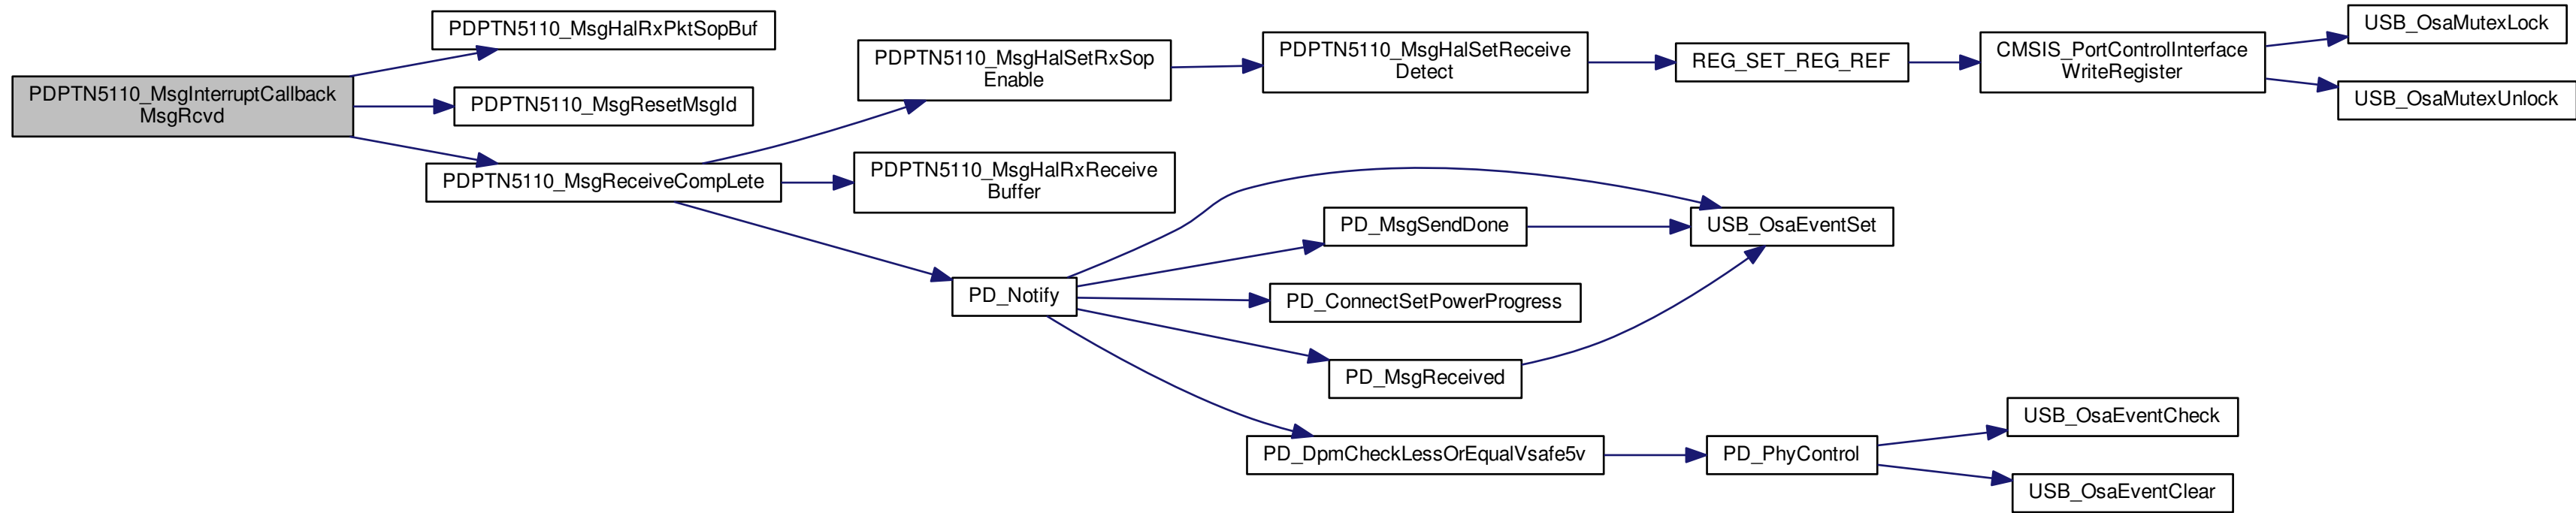 PDPTN5110_MsgInterruptCallback
MsgRcvd
PDPTN5110_MsgHalRxPktSopBuf
PDPTN5110_MsgResetMsgId
PDPTN5110_MsgReceiveCompLete
PDPTN5110_MsgHalSetRxSop
Enable
PDPTN5110_MsgHalRxReceive
Buffer
PD_Notify
PDPTN5110_MsgHalSetReceive
Detect
PD_MsgSendDone
PD_ConnectSetPowerProgress
PD_MsgReceived
PD_DpmCheckLessOrEqualVsafe5v
REG_SET_REG_REF
USB_OsaEventSet
PD_PhyControl
CMSIS_PortControlInterface
WriteRegister
USB_OsaEventCheck
USB_OsaEventClear
USB_OsaMutexLock
USB_OsaMutexUnlock